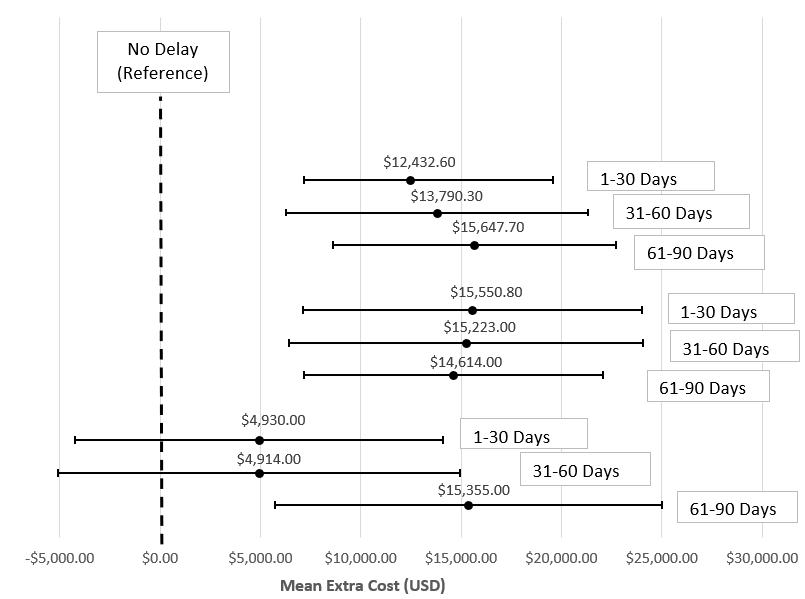 No Delay
(Reference)
$12,432.60
1-30 Days
$13,790.30
31-60 Days
$15,647.70
61-90 Days
$15,550.80
1-30 Days
$15,223.00
31-60 Days
$14,614.00
61-90 Days
$4,930.00
1-30 Days
$4,914.00
31-60 Days
$15,355.00
61-90 Days
-$5,000.00 $0.00 $5,000.00 $10,000.00 $15,000.00 $20,000.00 $25,000.00 $30,000.00
Mean Extra Cost (USD)